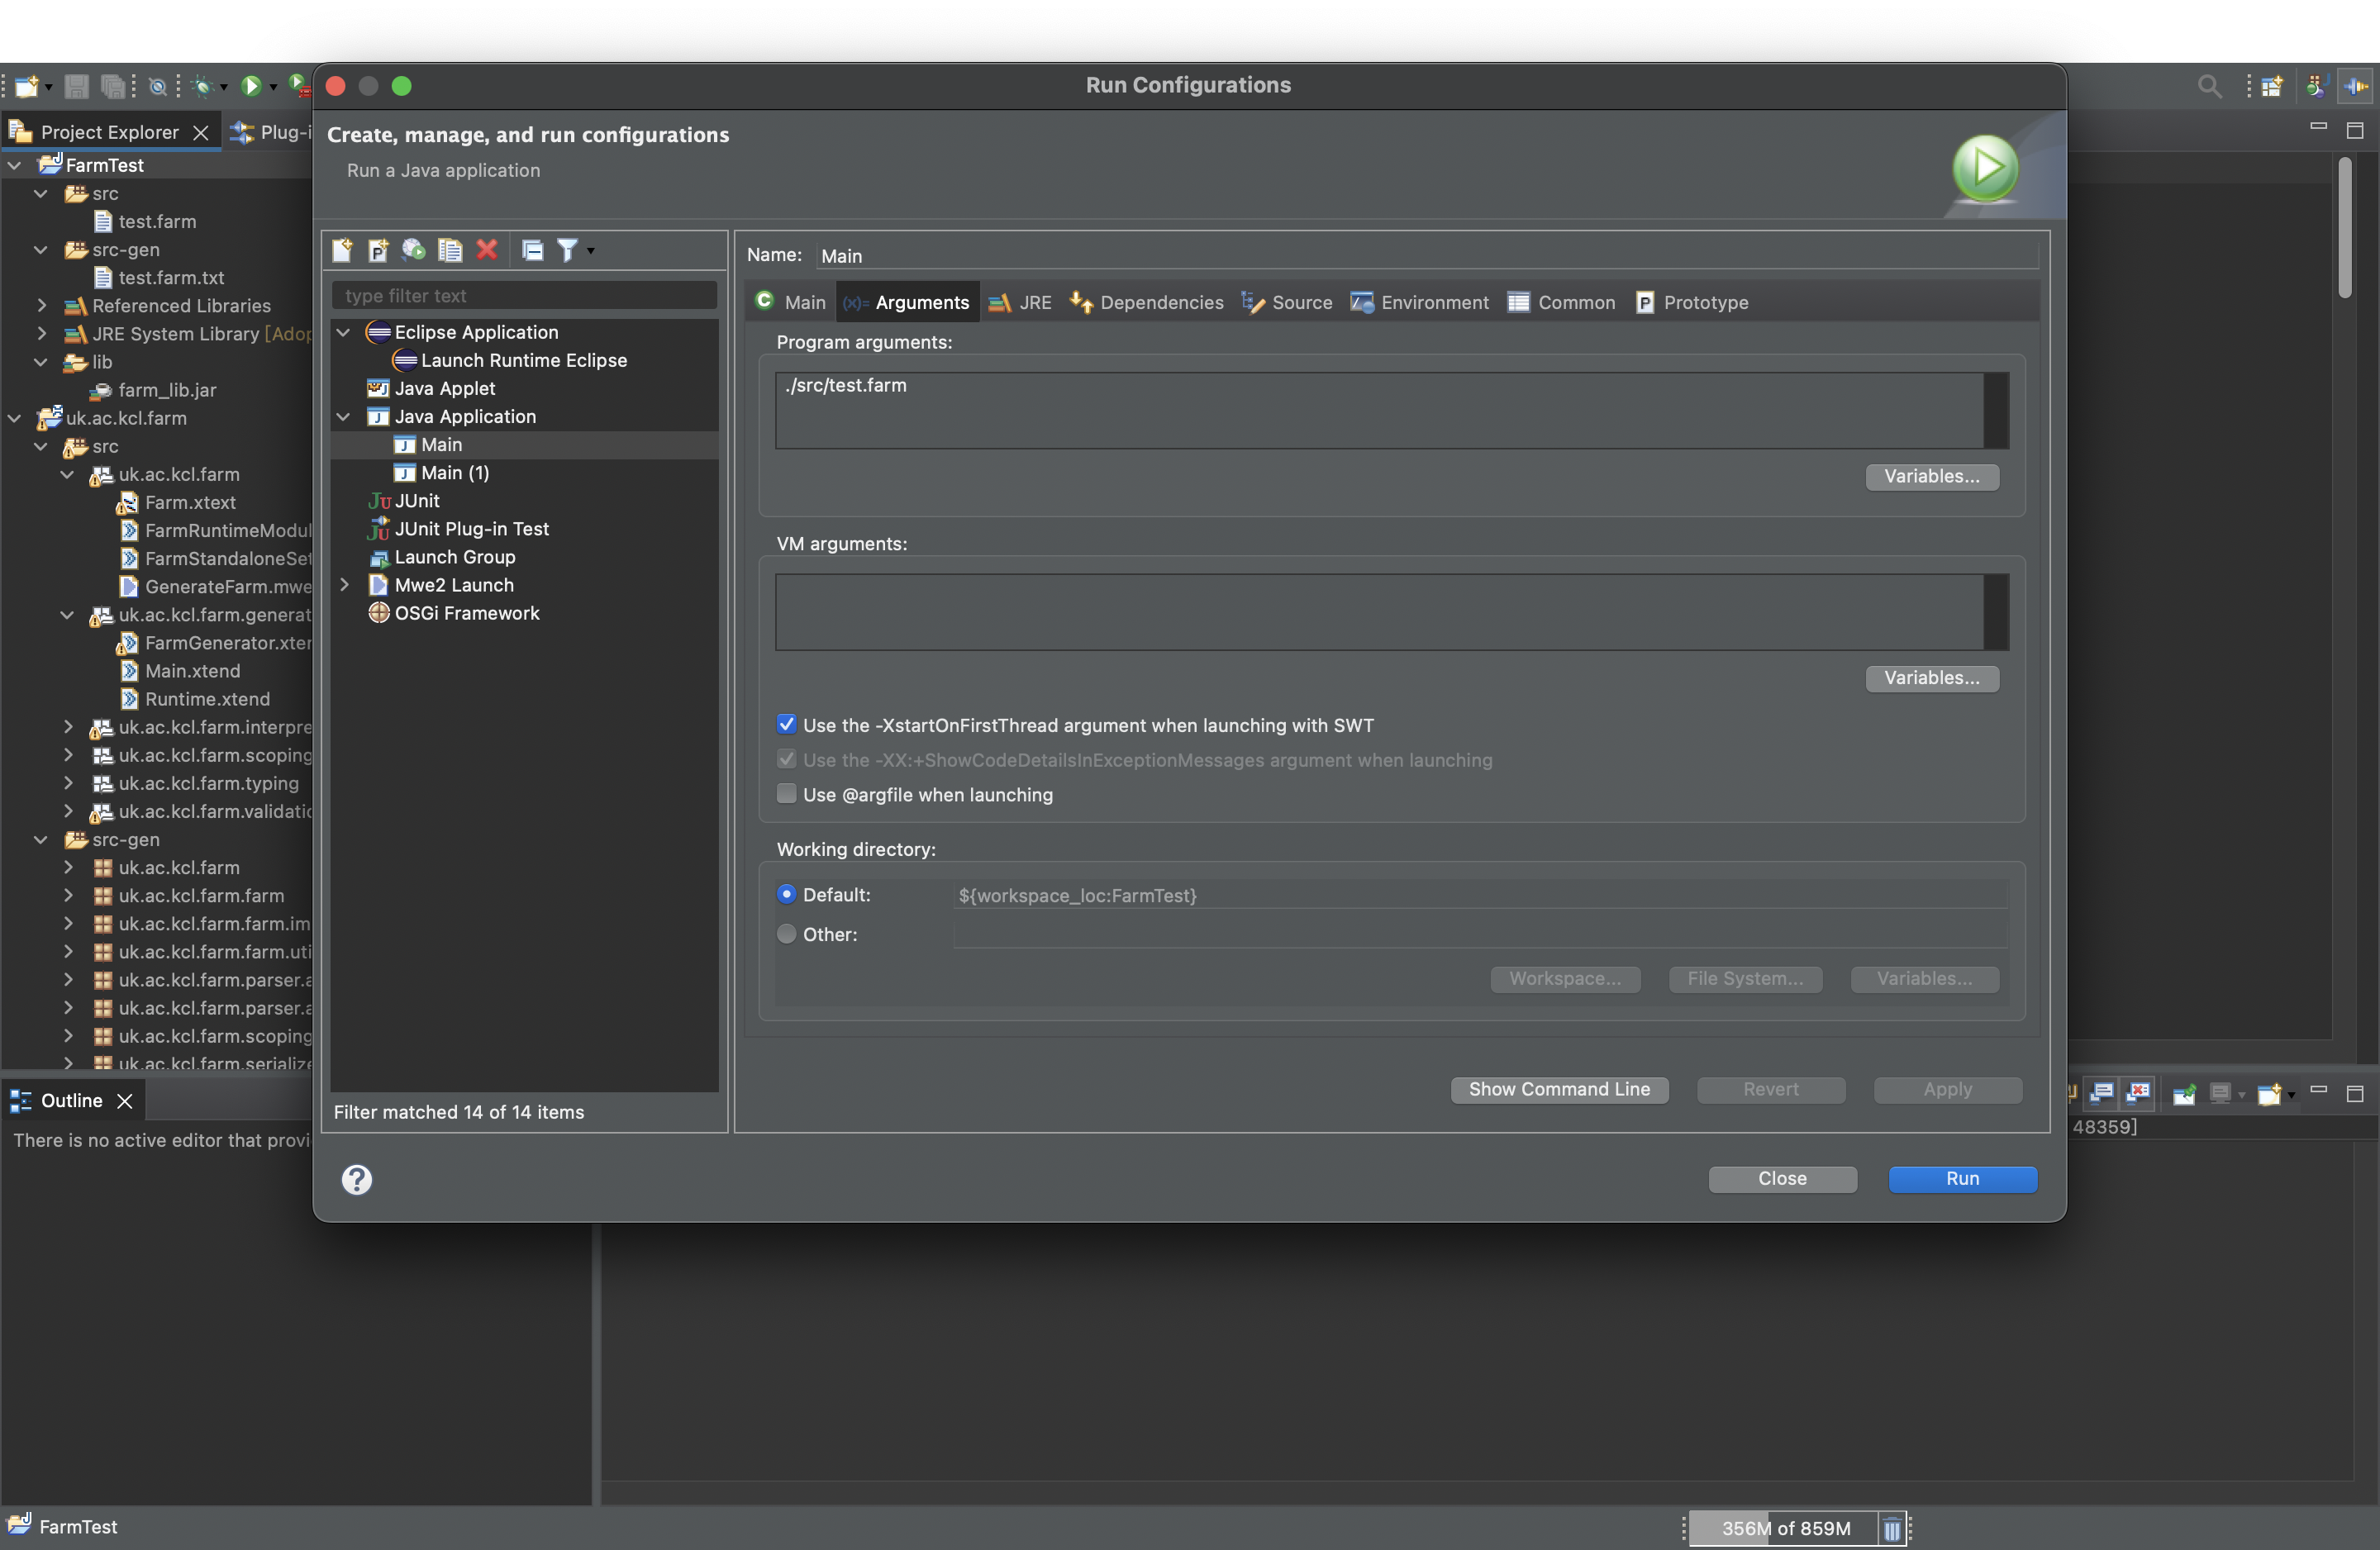 Run Configurations
Project Explorer
Plug-i
Create, manage, and run configurations
Run a Java application
FarmTest
src
test.farm
src-gen
test.farm.txt
Referenced Libraries
JRE System Library [Adop
lib
farm_lib.jar
uk.ac.kcl.farm
src
uk.ac.kcl.farm
Farm.xtext
FarmRuntimeModul
FarmStandaloneSet
GenerateFarm.mwe
uk.ac.kcl.farm.generat
FarmGenerator.xten
Main.xtend
Runtime.xtend
uk.ac.kcl.farm.interpre
uk.ac.kcl.farm.scoping
uk.ac.kcl.farm.typing
uk.ac.kcl.farm.validatio
src-gen
uk.ac.kcl.farm
uk.ac.kcl.farm.farm
uk.ac.kcl.farm.farm.im
uk.ac.kcl.farm.farm.uti
uk.ac.kcl.farm.parser.a
uk.ac.kcl.farm.parser.a
uk.ac.kcl.farm.scoping
uk.ac.kcl.farm.serialize
type filter text
Eclipse Application
Launch Runtime Eclipse
Java Applet
Java Application
Main
Main (1)
JUnit
JUnit Plug-in Test
Launch Group
Mwe2 Launch
OSGi Framework
Filter matched 14 of 14 items
Name: Main
Main (x)= Arguments JRE Dependencies Source Environment Common Prototype
Program arguments:
./src/test.farm
Variables...
VM arguments:
Variables...
Use the -XstartOnFirstThread argument when launching with SWT
Use the -XX:+ShowCodeDetailsInExceptionMessages argument when launching
Use @argfile when launching
Working directory:
Default: ${workspace_loc:FarmTest}
Other:
Workspace... File System... Variables...
Show Command Line Revert Apply
Close Run
Outline
There is no active editor that provi
48359]
FarmTest
356M of 859M